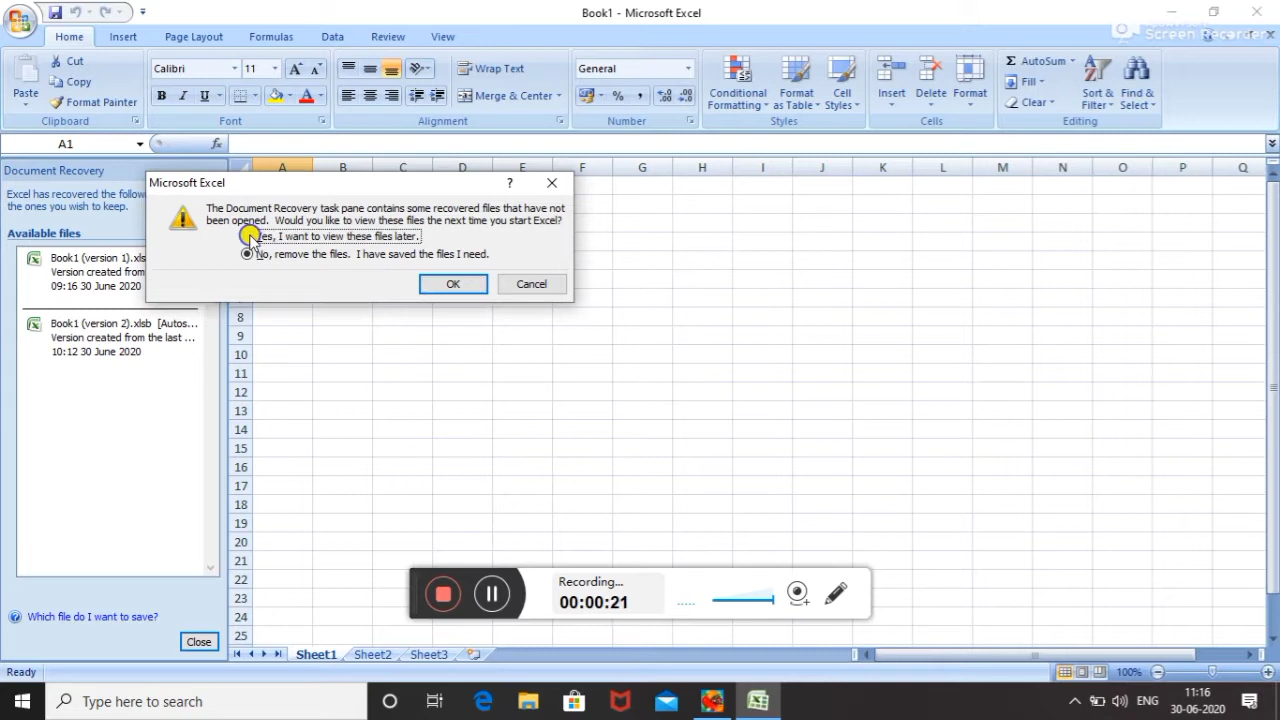 Book1 - Microsoft Excel
Screen Recorder
Home Insert Page Layout Formulas Data Review View
Paste
Cut
Copy
Format Painter
Clipboard
Calibri 11
B I U
Font
Wrap Text
Merge & Center
Alignment
General
%
Number
Conditional Formatting
Format as Table
Cell Styles
Styles
Insert
Delete
Format
Cells
AutoSum
Fill
Clear
Sort & Filter
Find & Select
Editing
A1
fx
A B C D E F G H I J K L M N O P Q
Document Recovery
Excel has recovered the follo
the ones you wish to keep.
Available files
Book1 (version 1).xls
Version created from
09:16 30 June 2020
Book1 (version 2).xlsb [Autos...
Version created from the last ...
10:12 30 June 2020
Which file do I want to save?
Close
Microsoft Excel
?
The Document Recovery task pane contains some recovered files that have not
been opened. Would you like to view these files the next time you start Excel?
Yes, I want to view these files later.
No, remove the files. I have saved the files I need.
OK
Cancel
8
9
10
11
12
13
14
15
16
17
18
19
20
21
22
23
24
25
Recording...
00:00:21
Sheet1 Sheet2 Sheet3
Ready
100%
Type here to search
ENG
11:16
30-06-2020